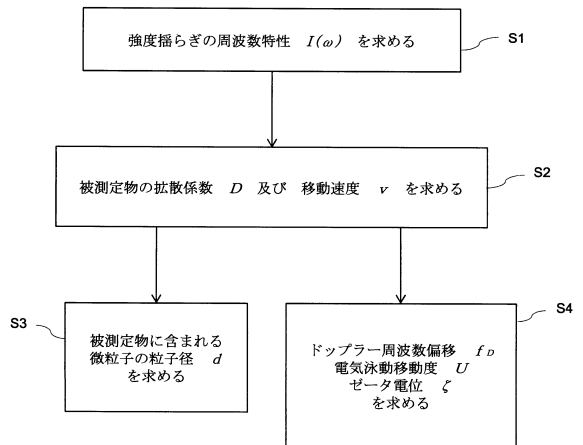 強度揺らぎの周波数特性 I(ω) を求める
S1
被測定物の拡散係数 D 及び 移動速度 v を求める
S2
S3
被測定物に含まれる
微粒子の粒子径 d
を求める
S4
ドップラー周波数偏移 f_D
電気泳動移動度 U
ゼータ電位 ζ
を求める